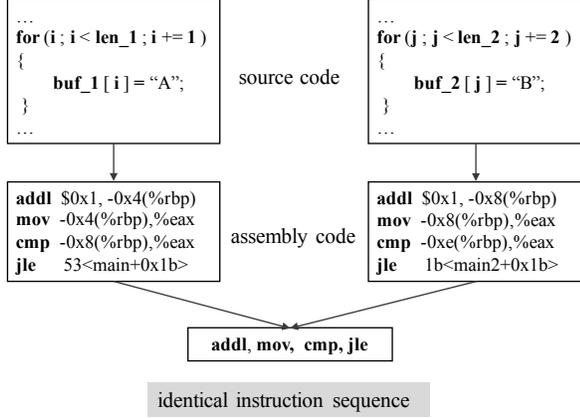 …
for (i ; i < len_1 ; i += 1 )
{
buf_1 [ i ] = “A”;
}
…
source code
…
for (j ; j < len_2 ; j += 2 )
{
buf_2 [ j ] = “B”;
}
…
addl $0x1, -0x4(%rbp)
mov -0x4(%rbp),%eax
cmp -0x8(%rbp),%eax
jle 53<main+0x1b>
assembly code
addl $0x1, -0x8(%rbp)
mov -0x8(%rbp),%eax
cmp -0xe(%rbp),%eax
jle 1b<main2+0x1b>
addl, mov, cmp, jle
identical instruction sequence